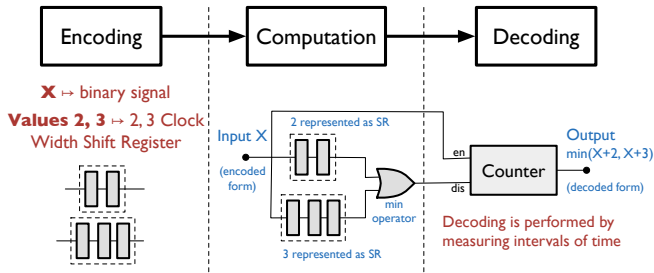 Encoding
Computation
Decoding
X ↦ binary signal
Values 2, 3 ↦ 2, 3 Clock
Width Shift Register
2 represented as SR
Input X
(encoded
form)
min
operator
3 represented as SR
en
dis
Counter
Output
min(X+2, X+3)
(decoded form)
Decoding is performed by
measuring intervals of time